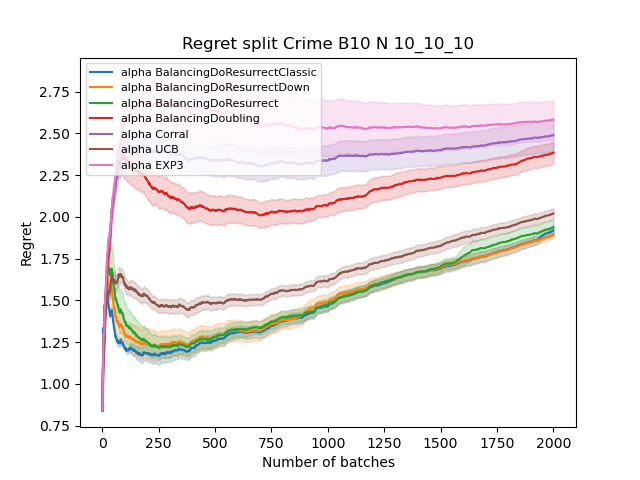 Regret split Crime B10 N 10_10_10
alpha BalancingDoResurrectClassic
alpha BalancingDoResurrectDown
alpha BalancingDoResurrect
alpha BalancingDoubling
alpha Corral
alpha UCB
alpha EXP3
Regret
2.75
2.50
2.25
2.00
1.75
1.50
1.25
1.00
0.75
0 250 500 750 1000 1250 1500 1750 2000
Number of batches